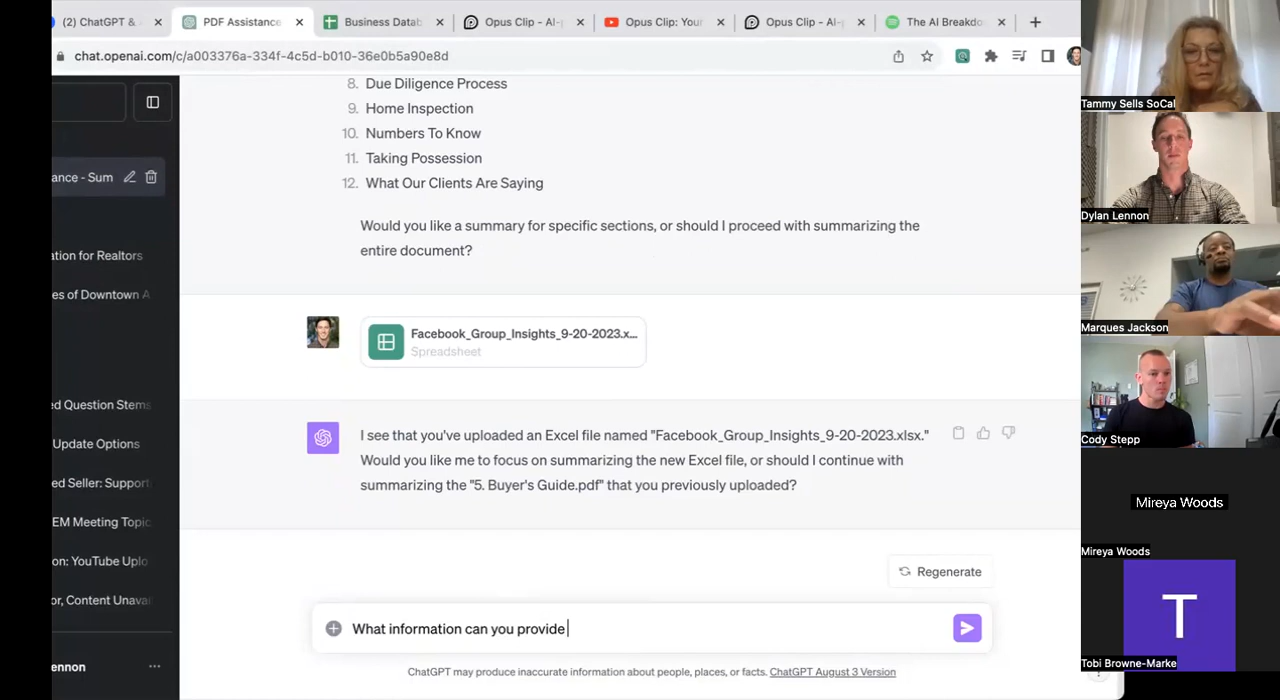 (2) ChatGPT &
PDF Assistance
Business Datab
Opus Clip - AI-p
Opus Clip: Your
Opus Clip - AI-p
The AI Breakdo
chat.openai.com/c/a003376a-334f-4c5d-b010-36e0b5a90e8d
ance - Sum
ation for Realtors
es of Downtown A
ed Question Stems
Update Options
ed Seller: Support
EM Meeting Topic
on: YouTube Uplo
or, Content Unavai
ennon
8. Due Diligence Process
9. Home Inspection
10. Numbers To Know
11. Taking Possession
12. What Our Clients Are Saying
Would you like a summary for specific sections, or should I proceed with summarizing the
entire document?
Facebook_Group_Insights_9-20-2023.x...
Spreadsheet
I see that you've uploaded an Excel file named "Facebook_Group_Insights_9-20-2023.xlsx."
Would you like me to focus on summarizing the new Excel file, or should I continue with
summarizing the "5. Buyer's Guide.pdf" that you previously uploaded?
Regenerate
What information can you provide
ChatGPT may produce inaccurate information about people, places, or facts. ChatGPT August 3 Version
Tammy Sells SoCal
Dylan Lennon
Marques Jackson
Cody Stepp
Mireya Woods
Mireya Woods
T
Tobi Browne-Marke